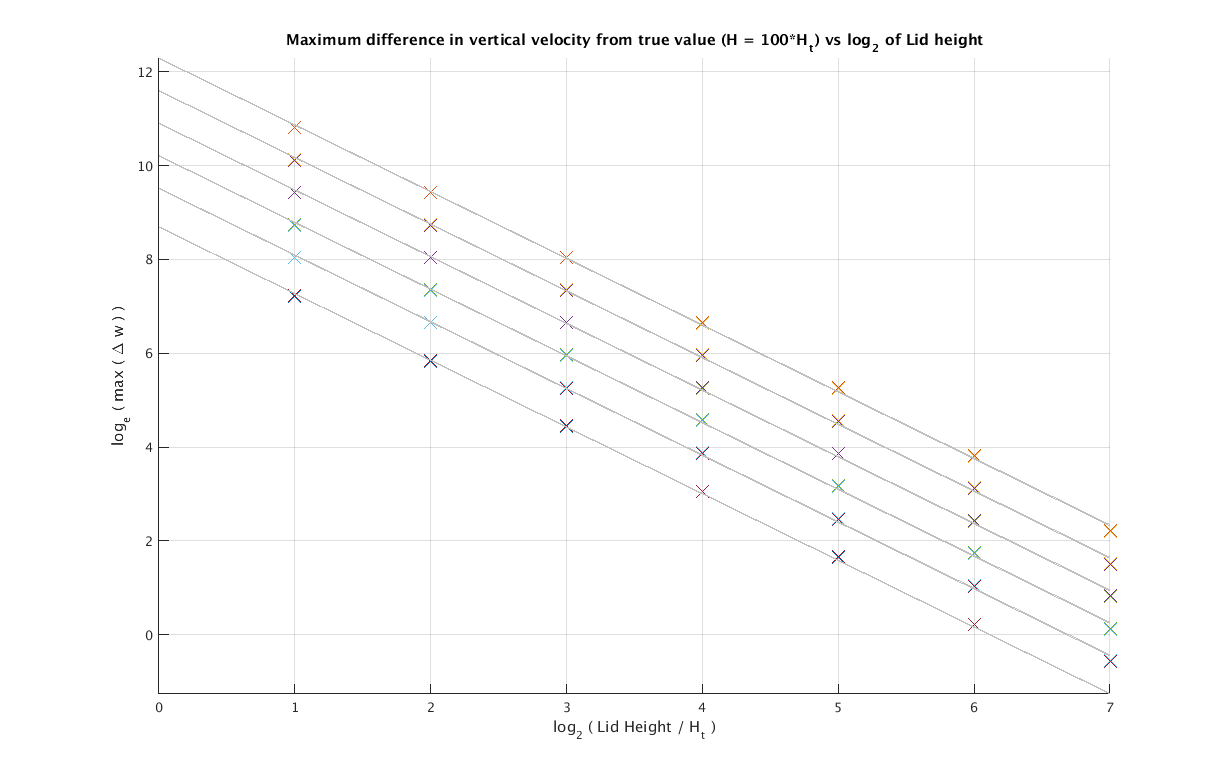 Maximum difference in vertical velocity from true value (H = 100*Hₜ) vs log₂ of Lid height
12
10
8
6
4
2
0
logₑ ( max ( Δ w ) )
0 1 2 3 4 5 6 7
log₂ ( Lid Height / Hₜ )